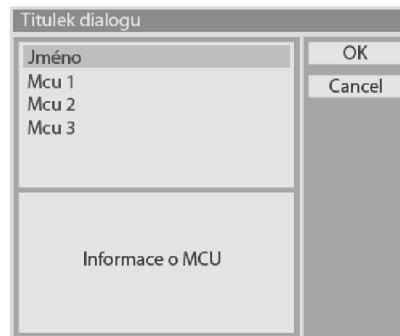 Titulek dialogu
Jméno
Mcu 1
Mcu 2
Mcu 3
OK
Cancel
Informace o MCU